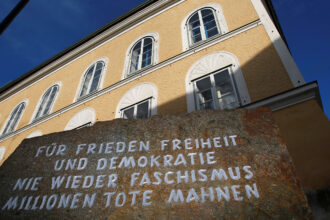 FÜR FRIEDEN FREIHEIT
UND DEMOKRATIE
NIE WIEDER FASCHISMUS
MILLIONEN TOTE MAHNEN